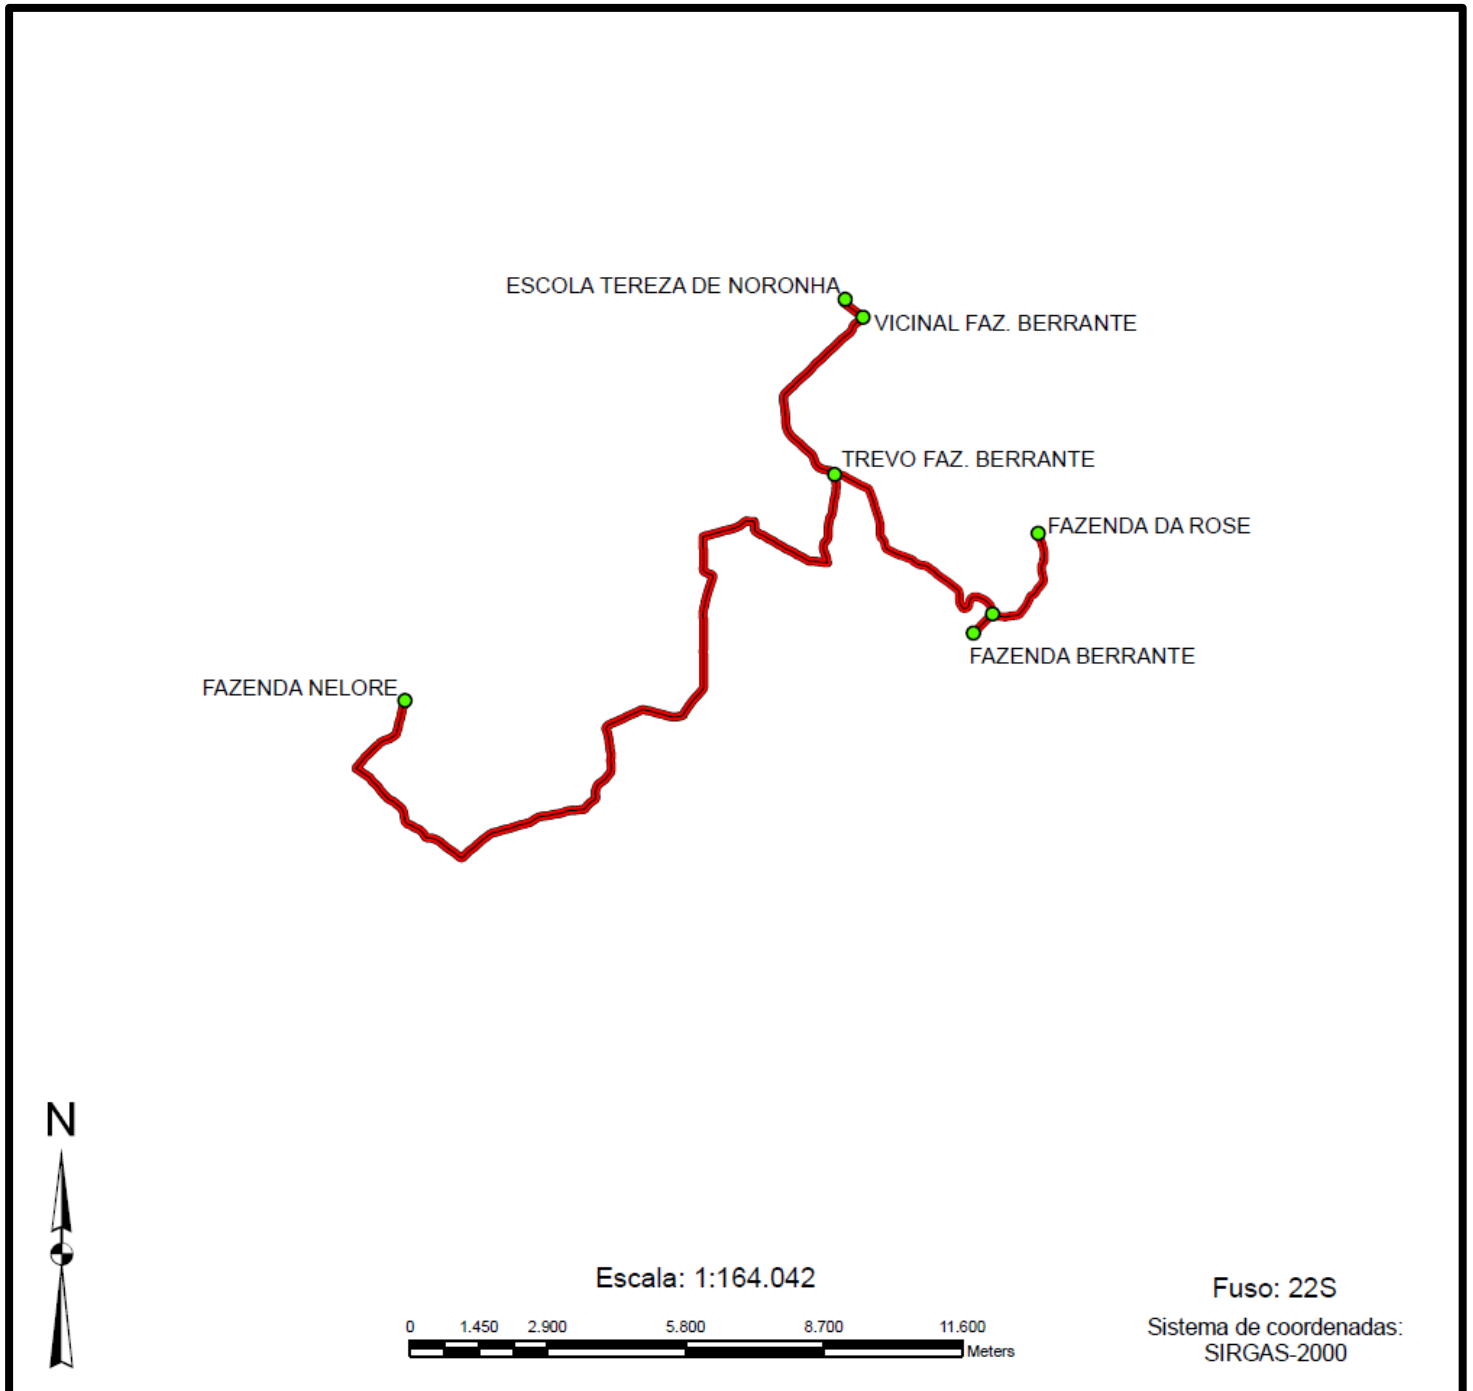 ESCOLA TEREZA DE NORONHA
VICINAL FAZ. BERRANTE
TREVO FAZ. BERRANTE
FAZENDA DA ROSE
FAZENDA BERRANTE
FAZENDA NELORE
N
Escala: 1:164.042
0 1.450 2.900 5.800 8.700 11.600
Meters
Fuso: 22S
Sistema de coordenadas:
SIRGAS-2000